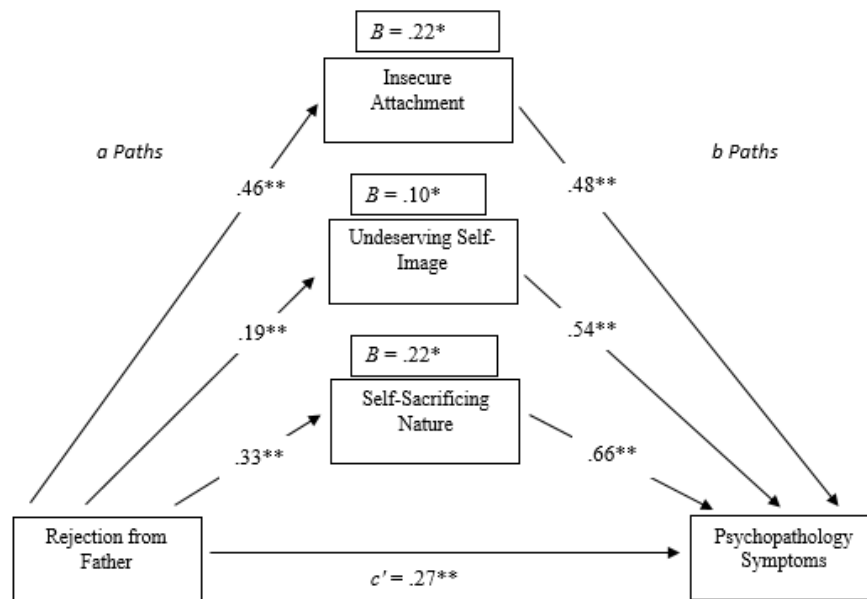 B = .22*
Insecure
Attachment
a Paths
b Paths
.46**
.48**
B = .10*
Undeserving Self-
Image
.19**
.54**
B = .22*
Self-Sacrificing
Nature
.33**
.66**
Rejection from
Father
Psychopathology
Symptoms
c' = .27**